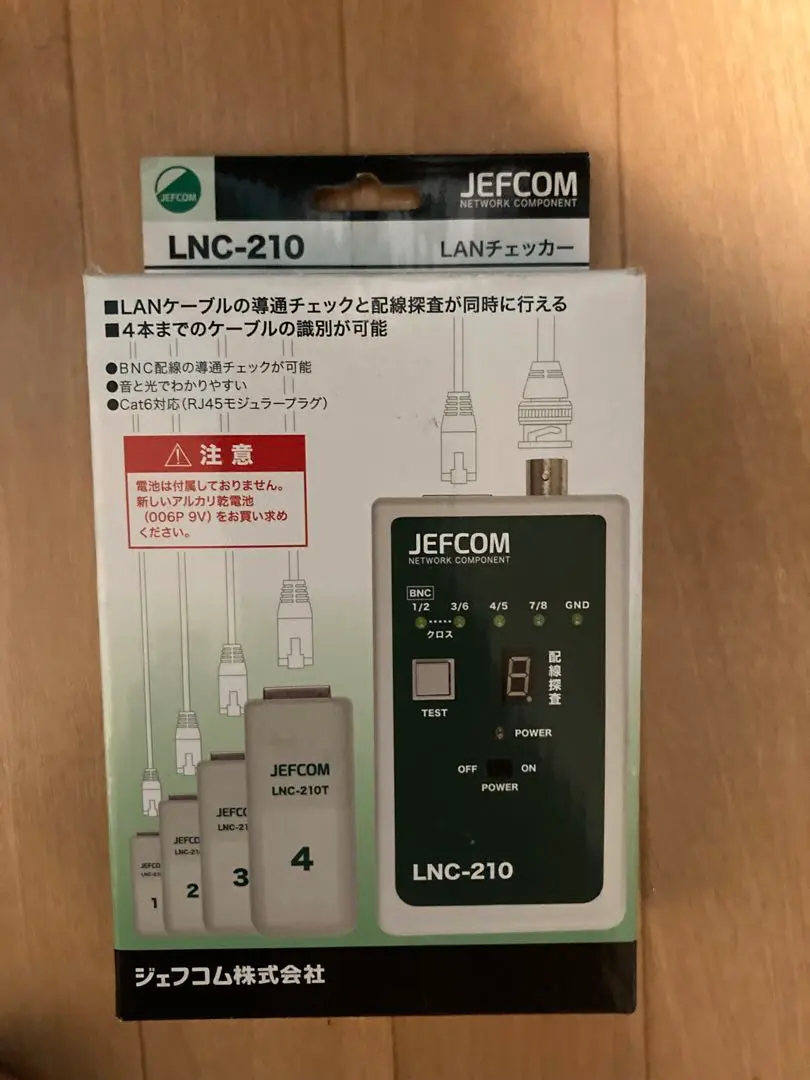 JEFCOM
JEFCOM
NETWORK COMPONENT
LNC-210
LANチェッカー
■LANケーブルの導通チェックと配線探査が同時に行える
■4本までのケーブルの識別が可能
●BNC配線の導通チェックが可能
●音と光でわかりやすい
●Cat6対応(RJ45モジュラープラグ)
注意
電池は付属しておりません。
新しいアルカリ乾電池
(006P 9V)をお買い求め
ください。
JEFCOM
NETWORK COMPONENT
BNC
1/2 3/6 4/5 7/8 GND
クロス
配線探査
TEST
POWER
OFF ON
POWER
LNC-210
JEFCOM
LNC-210T
4
JEFC
LNC-21
3
JEFC
LNC-21
2
JEFCO
1
ジェフコム株式会社